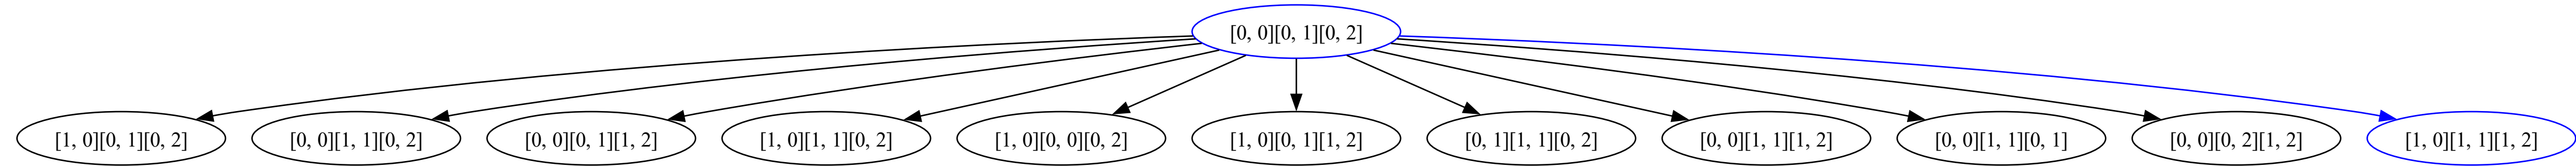 [0, 0][0, 1][0, 2]
[1, 0][0, 1][0, 2]
[0, 0][1, 1][0, 2]
[0, 0][0, 1][1, 2]
[1, 0][1, 1][0, 2]
[1, 0][0, 0][0, 2]
[1, 0][0, 1][1, 2]
[0, 1][1, 1][0, 2]
[0, 0][1, 1][1, 2]
[0, 0][1, 1][0, 1]
[0, 0][0, 2][1, 2]
[1, 0][1, 1][1, 2]